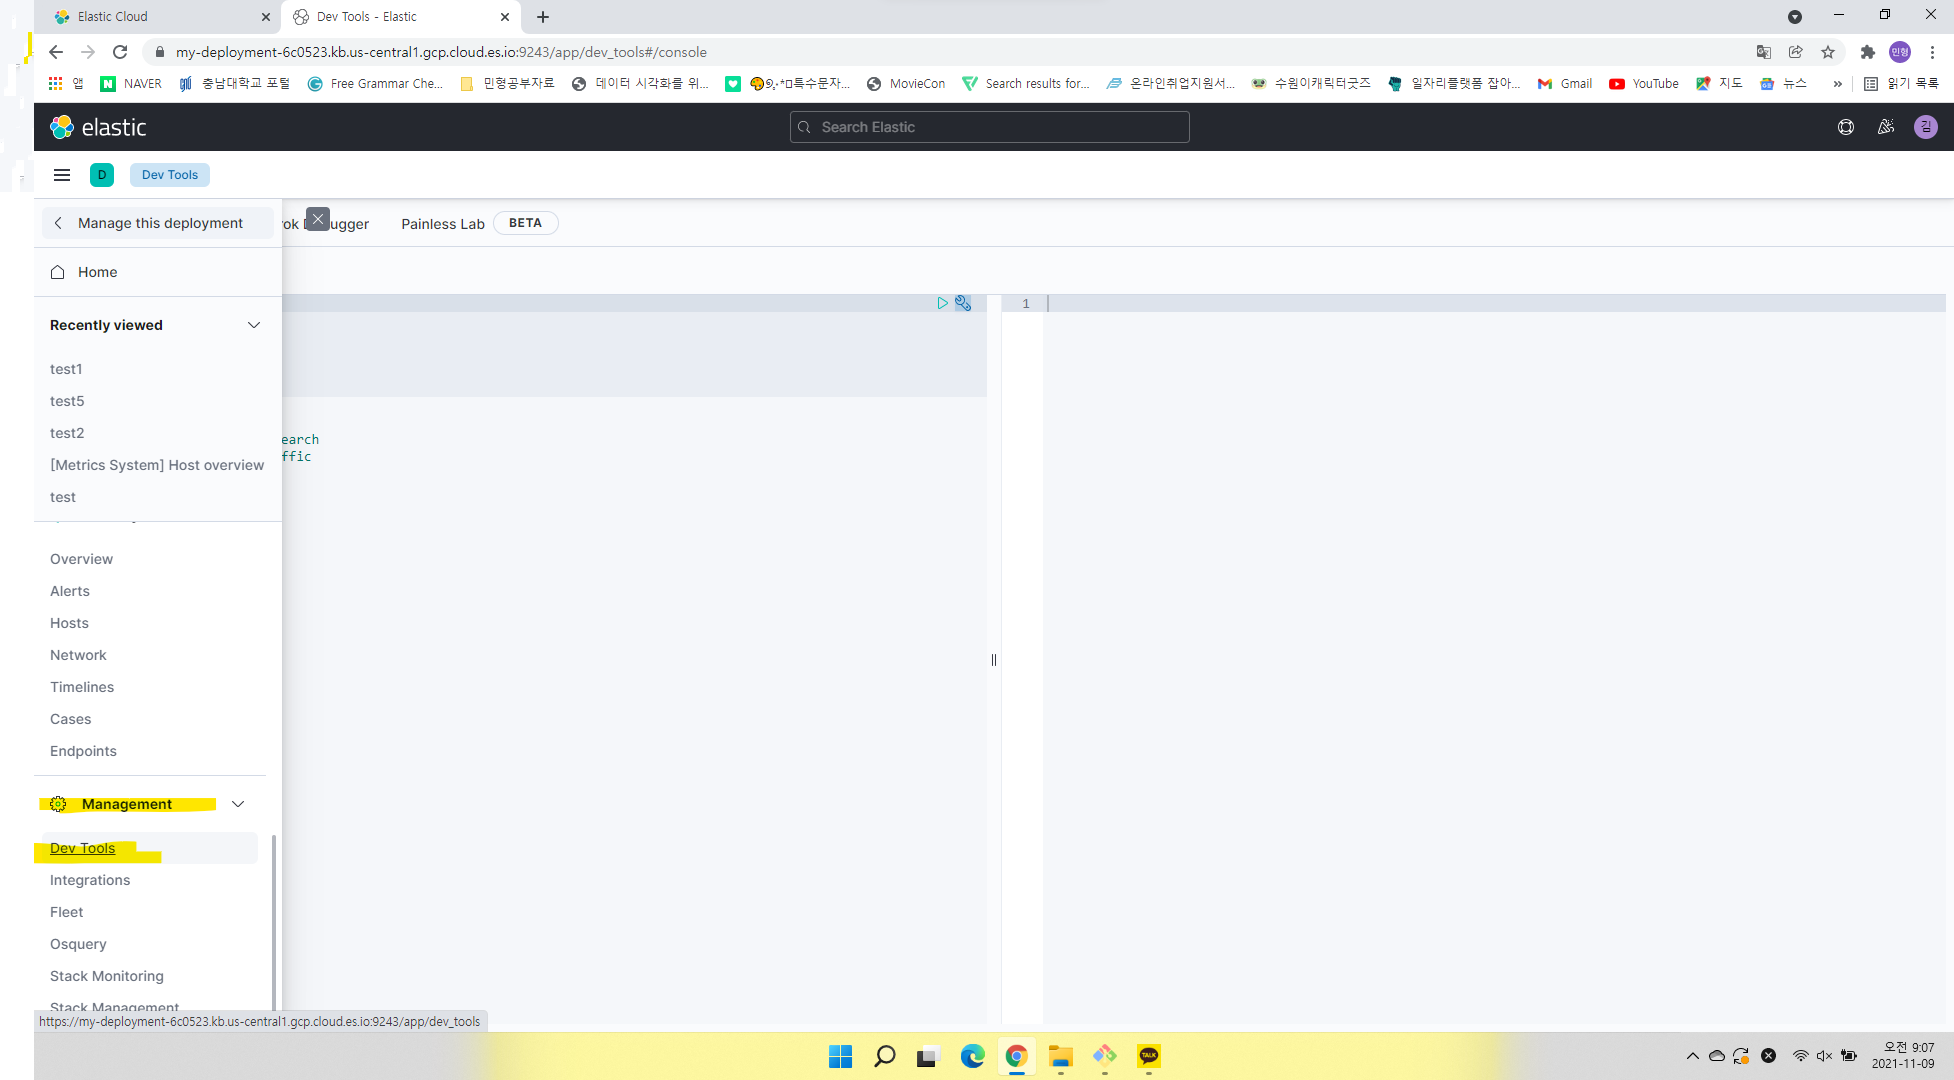 Elastic Cloud
Dev Tools - Elastic
my-deployment-6c0523.kb.us-central1.gcp.cloud.es.io:9243/app/dev_tools#/console
민형
앱
NAVER
충남대학교 포털
Free Grammar Che...
민형공부자료
데이터 시각화를 위...
특수문자...
MovieCon
Search results for...
온라인취업지원서...
수원이캐릭터굿즈
일자리플랫폼 잡아...
Gmail
YouTube
지도
뉴스
»
읽기 목록
elastic
Search Elastic
김
D
Dev Tools
Manage this deployment
rok D
ugger
Painless Lab
BETA
Home
1
Recently viewed
test1
test5
test2
earch
ffic
[Metrics System] Host overview
test
Overview
Alerts
Hosts
Network
Timelines
Cases
Endpoints
Management
Dev Tools
Integrations
Fleet
Osquery
Stack Monitoring
Stack Management
https://my-deployment-6c0523.kb.us-central1.gcp.cloud.es.io:9243/app/dev_tools
TALK
오전 9:07
2021-11-09